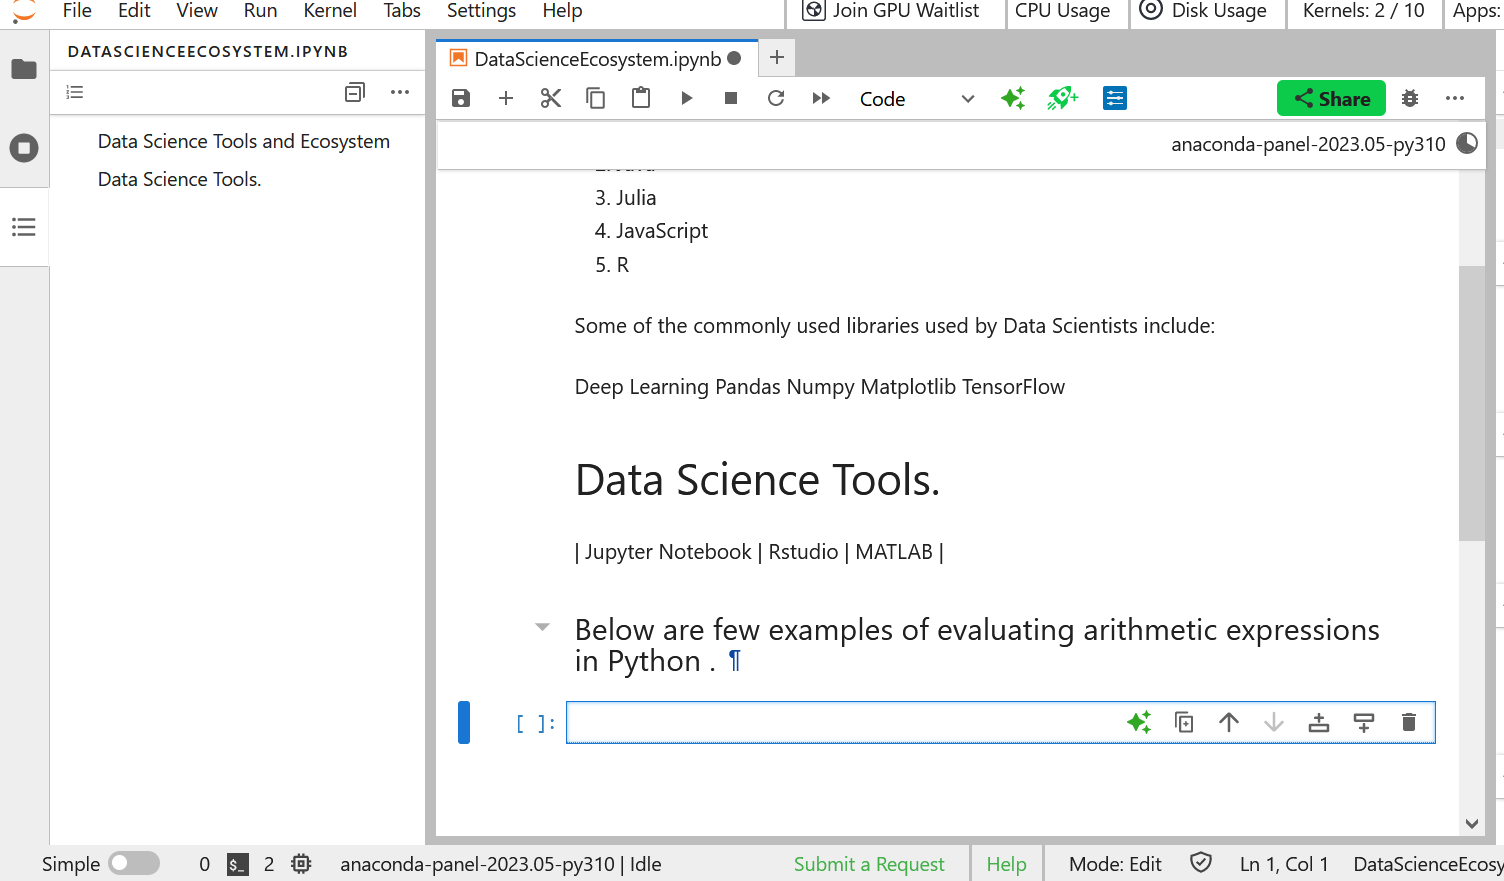 File Edit View Run Kernel Tabs Settings Help
Join GPU Waitlist
CPU Usage
Disk Usage
Kernels: 2 / 10
Apps:
DATASCIENCEECOSYSTEM.IPYNB
Data Science Tools and Ecosystem
Data Science Tools.
DataScienceEcosystem.ipynb
Code
Share
anaconda-panel-2023.05-py310
3. Julia
4. JavaScript
5. R
Some of the commonly used libraries used by Data Scientists include:
Deep Learning Pandas Numpy Matplotlib TensorFlow
Data Science Tools.
| Jupyter Notebook | Rstudio | MATLAB |
Below are few examples of evaluating arithmetic expressions
in Python . ¶
[ ]:
Simple 0 $_ 2 anaconda-panel-2023.05-py310 | Idle
Submit a Request
Help
Mode: Edit
Ln 1, Col 1
DataScienceEcosy